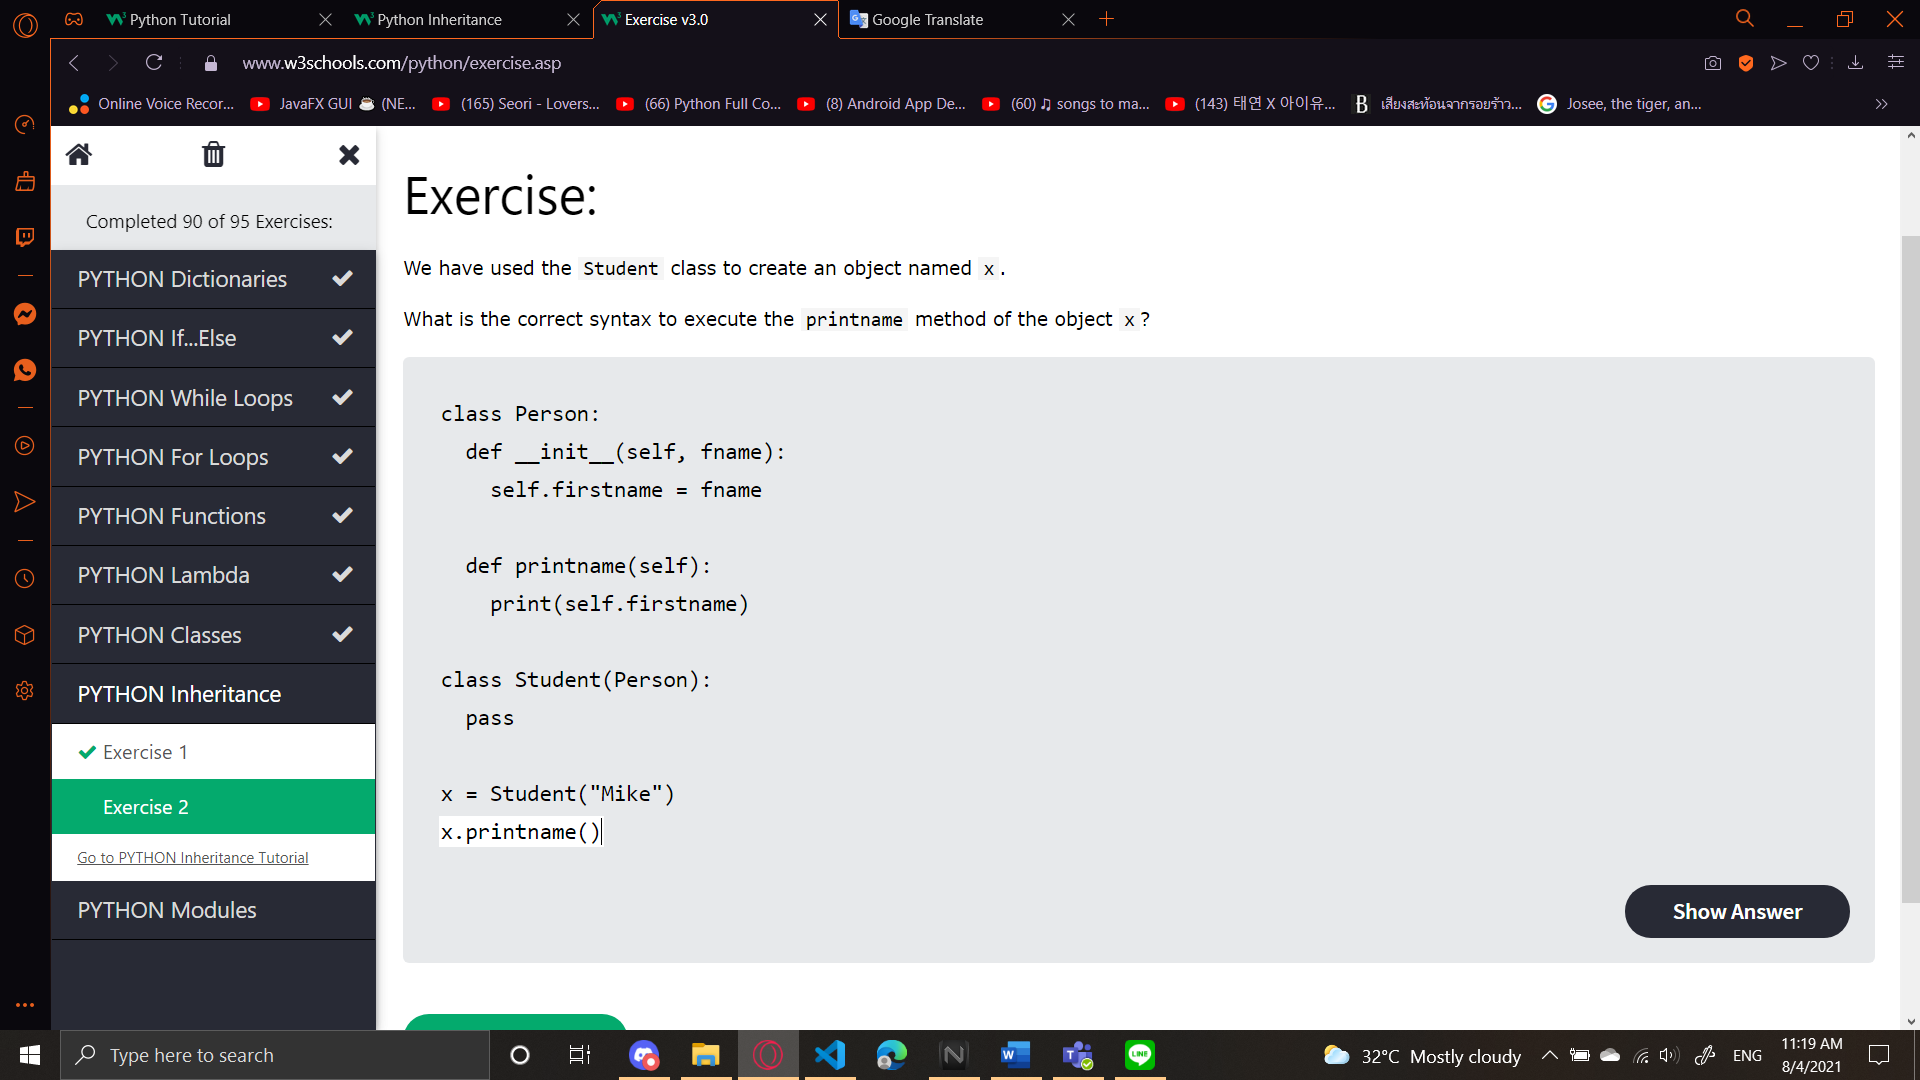 Python Tutorial
Python Inheritance
Exercise v3.0
Google Translate
www.w3schools.com/python/exercise.asp
Online Voice Recor...
JavaFX GUI ☕ (NE...
(165) Seori - Lovers...
(66) Python Full Co...
(8) Android App De...
(60) ♫ songs to ma...
(143) 태연 X 아이유...
B
เสียงสะท้อนจากรอยร้าว...
Josee, the tiger, an...
Completed 90 of 95 Exercises:
PYTHON Dictionaries
PYTHON If...Else
PYTHON While Loops
PYTHON For Loops
PYTHON Functions
PYTHON Lambda
PYTHON Classes
PYTHON Inheritance
Exercise 1
Exercise 2
Go to PYTHON Inheritance Tutorial
PYTHON Modules
Exercise:
We have used the Student class to create an object named x.
What is the correct syntax to execute the printname method of the object x?
class Person:
  def __init__(self, fname):
    self.firstname = fname
  def printname(self):
    print(self.firstname)
class Student(Person):
  pass
x = Student("Mike")
x.printname()
Show Answer
Type here to search
32°C Mostly cloudy
ENG
11:19 AM
8/4/2021